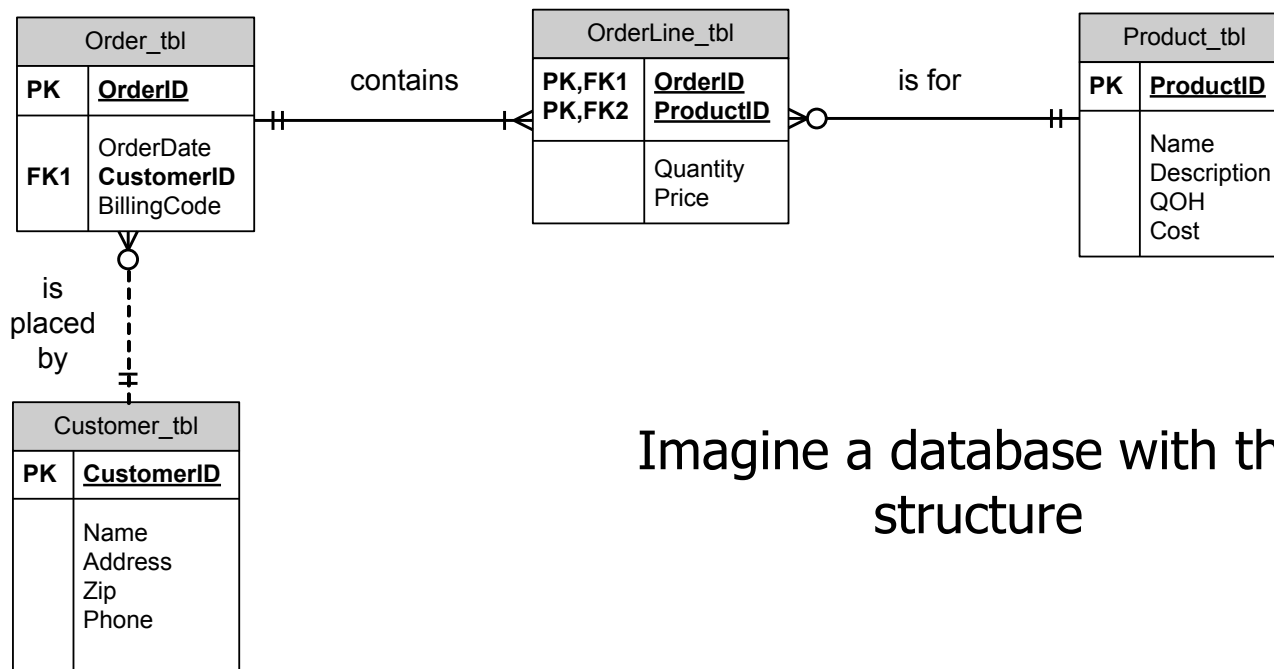 Order_tbl
PK OrderID
OrderDate
FK1 CustomerID
BillingCode
contains
OrderLine_tbl
PK,FK1 OrderID
PK,FK2 ProductID
Quantity
Price
is for
Product_tbl
PK ProductID
Name
Description
QOH
Cost
is
placed
by
Customer_tbl
PK CustomerID
Name
Address
Zip
Phone
Imagine a database with
structure